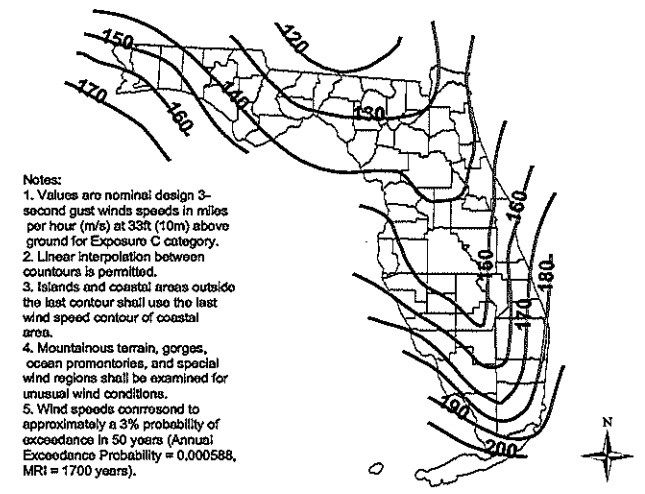 120
150
170
140
160
130
Notes:
1. Values are nominal design 3-
second gust winds speeds in miles
per hour (m/s) at 33ft (10m) above
ground for Exposure C category.
2. Linear interpolation between
countours is permitted.
3. Islands and coastal areas outside
the last contour shall use the last
wind speed contour of coastal
area.
4. Mountainous terrain, gorges,
ocean promontories, and special
wind regions shall be examined for
unusual wind conditions.
5. Wind speeds conrresond to
approximately a 3% probability of
exceedance in 50 years (Annual
Exceedance Probability = 0.000588,
MRI = 1700 years).
160
150
180
170
190
200
N